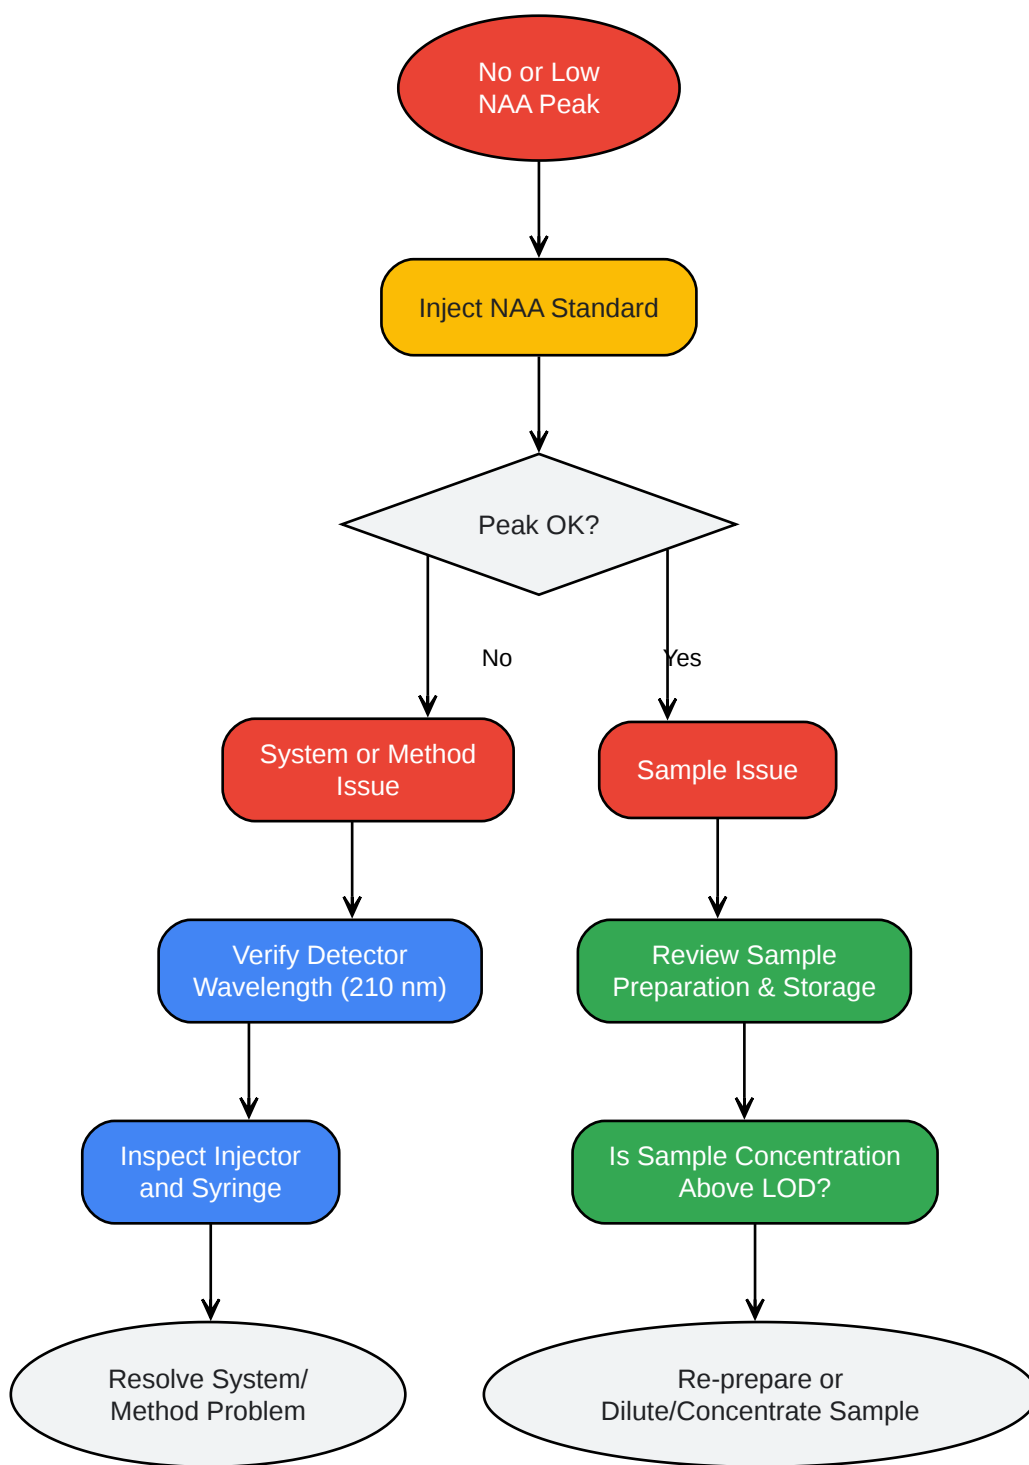 No or Low
NAA Peak
Inject NAA Standard
Peak OK?
No
Yes
System or Method
Issue
Sample Issue
Verify Detector
Wavelength (210 nm)
Review Sample
Preparation & Storage
Inspect Injector
and Syringe
Is Sample Concentration
Above LOD?
Resolve System/
Method Problem
Re-prepare or
Dilute/Concentrate Sample